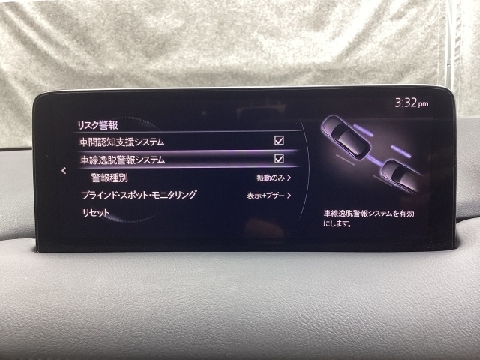 3:32pm
リスク警報
車間認知支援システム
車線逸脱警報システム
警報種別 振動のみ
ブラインド・スポット・モニタリング 表示+ブザー
リセット
車線逸脱警報システムを有効
にします。